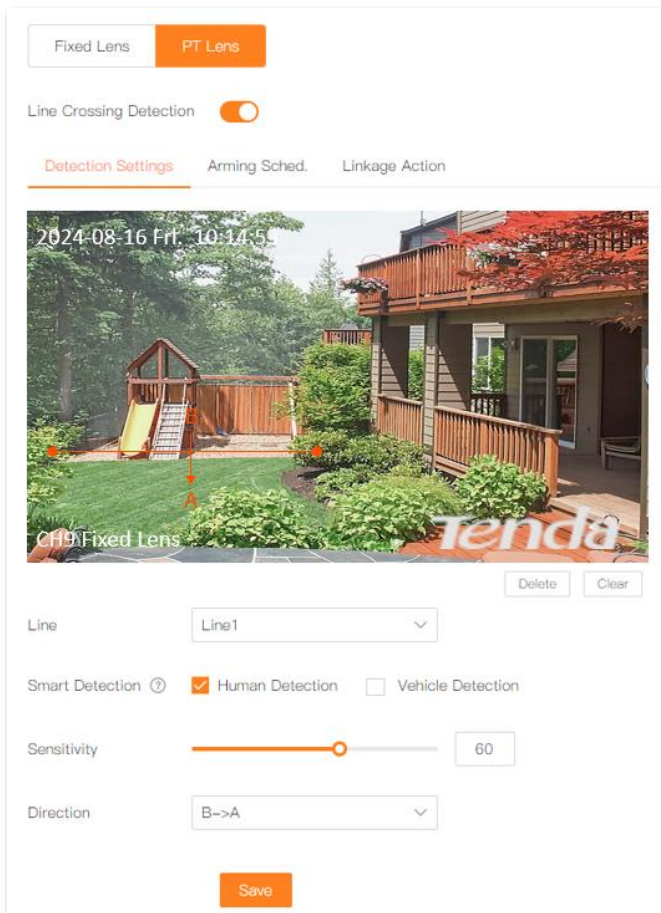 Fixed Lens PT Lens
Line Crossing Detection
Detection Settings Arming Sched. Linkage Action
2024-08-16 Fri. 10:14:55
B
A
CH9 Fixed Lens
Tenda
Delete Clear
Line Line1
Smart Detection ? Human Detection Vehicle Detection
Sensitivity 60
Direction B->A
Save